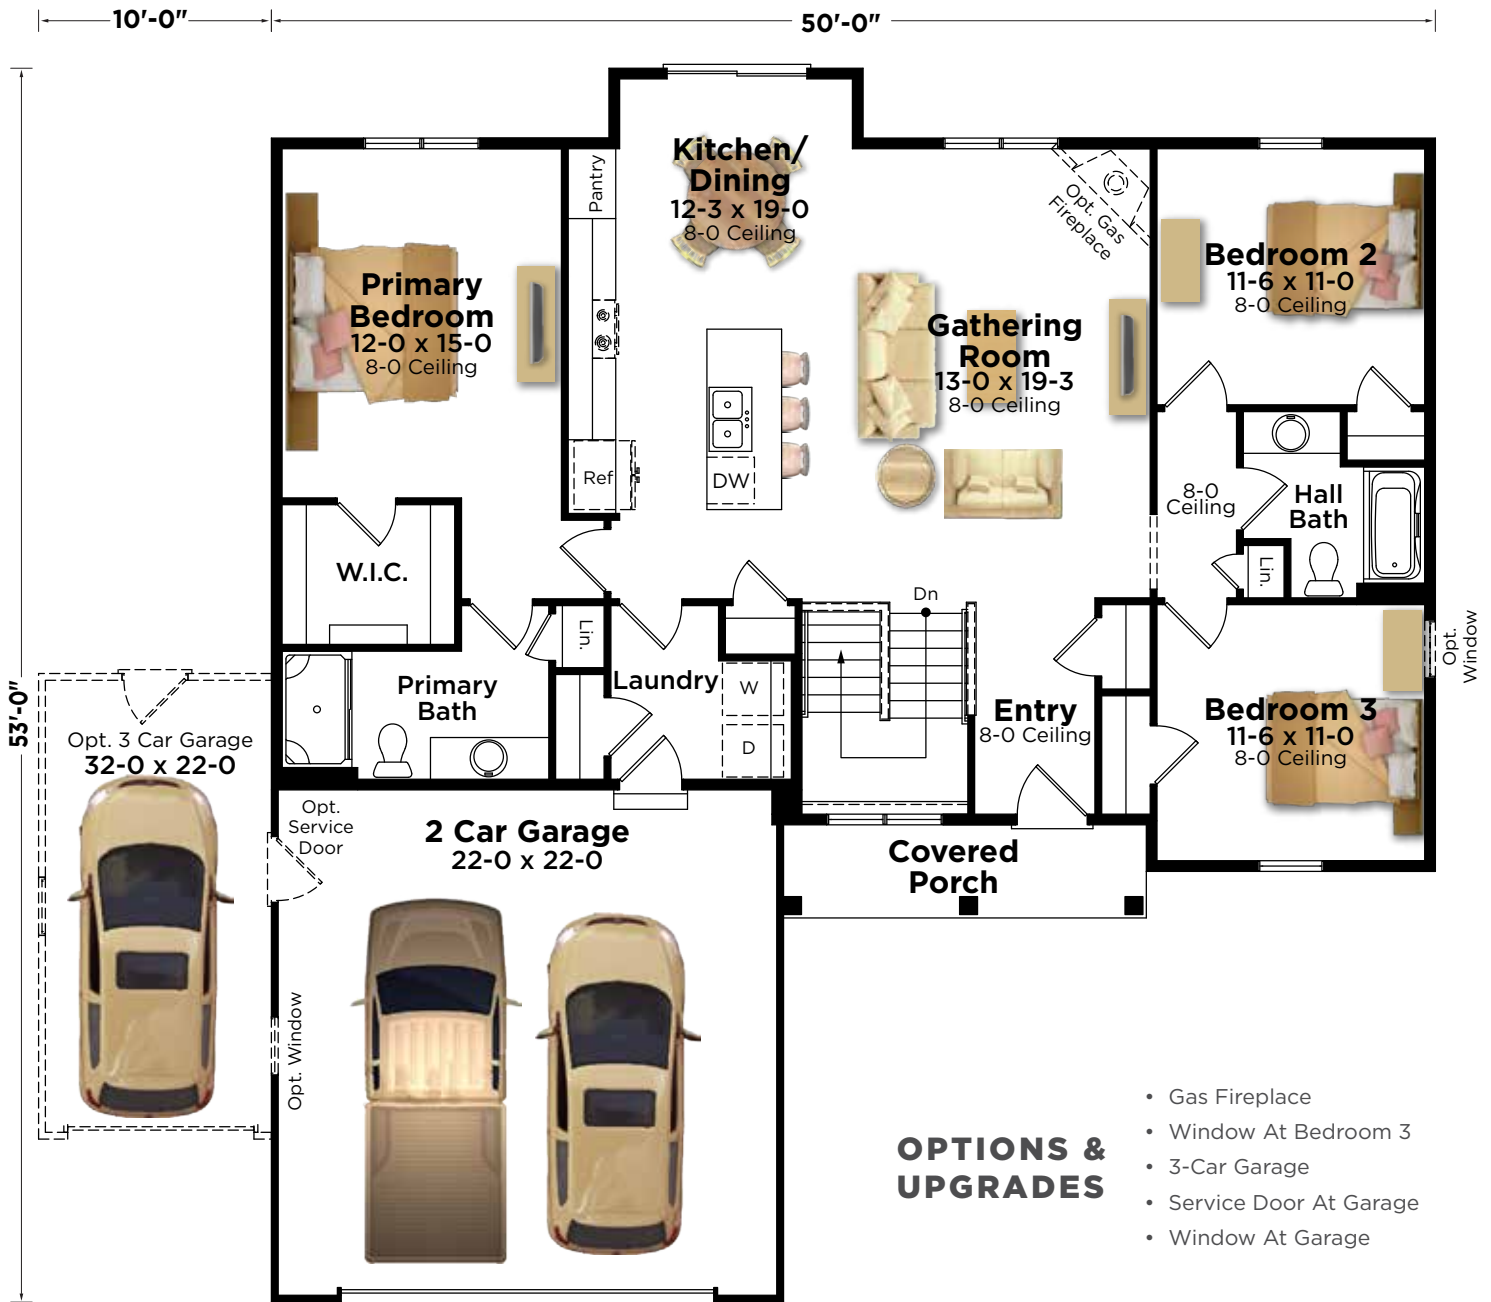 10'-0"
50'-0"
53'-0"
Kitchen/
Dining
12-3 x 19-0
8-0 Ceiling
Pantry
Opt. Gas
Fireplace
Bedroom 2
11-6 x 11-0
8-0 Ceiling
Primary
Bedroom
12-0 x 15-0
8-0 Ceiling
Gathering
Room
13-0 x 19-3
8-0 Ceiling
Ref
DW
8-0
Ceiling
Hall
Bath
Lin.
W.I.C.
Dn
Lin.
Laundry
W
D
Primary
Bath
Entry
8-0 Ceiling
Opt.
Window
Bedroom 3
11-6 x 11-0
8-0 Ceiling
Opt. 3 Car Garage
32-0 x 22-0
Opt.
Service
Door
2 Car Garage
22-0 x 22-0
Covered
Porch
Opt. Window
OPTIONS &
UPGRADES
• Gas Fireplace
• Window At Bedroom 3
• 3-Car Garage
• Service Door At Garage
• Window At Garage